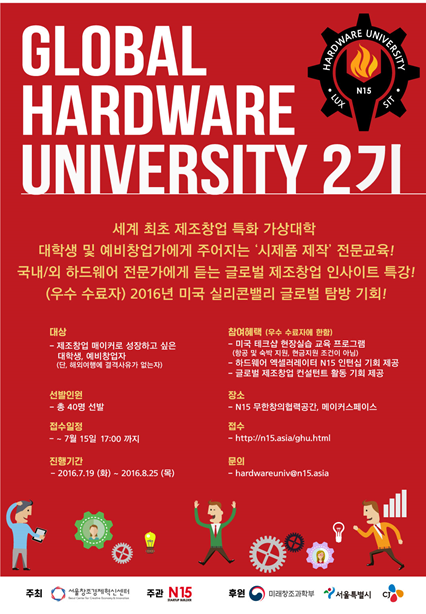 GLOBAL
HARDWARE
UNIVERSITY 2기
HARDWARE UNIVERSITY
N15
LUX SIT
세계 최초 제조창업 특화 가상대학
대학생 및 예비창업가에게 주어지는 '시제품 제작' 전문교육!
국내/외 하드웨어 전문가에게 듣는 글로벌 제조창업 인사이트 특강!
(우수 수료자) 2016년 미국 실리콘밸리 글로벌 탐방 기회!
대상
- 제조창업 매이커로 성장하고 싶은
대학생, 예비창업자
(단, 해외여행에 결격사유가 없는자)
참여혜택 (우수 수료자에 한함)
- 미국 테크샵 현장실습 교육 프로그램
(항공 및 숙박 지원, 현금지원 조건이 아님)
- 하드웨어 엑셀러레이터 N15 인턴십 기회 제공
- 글로벌 제조창업 컨설턴트 활동 기회 제공
선발인원
- 총 40명 선발
장소
- N15 무한창의협력공간, 메이커스페이스
접수일정
- ~ 7월 15일 17:00 까지
접수
- http://n15.asia/ghu.html
진행기간
- 2016.7.19 (화) ~ 2016.8.25 (목)
문의
- hardwareuniv@n15.asia
주최 서울창조경제혁신센터 주관 N15 후원 미래창조과학부 서울특별시 CJ